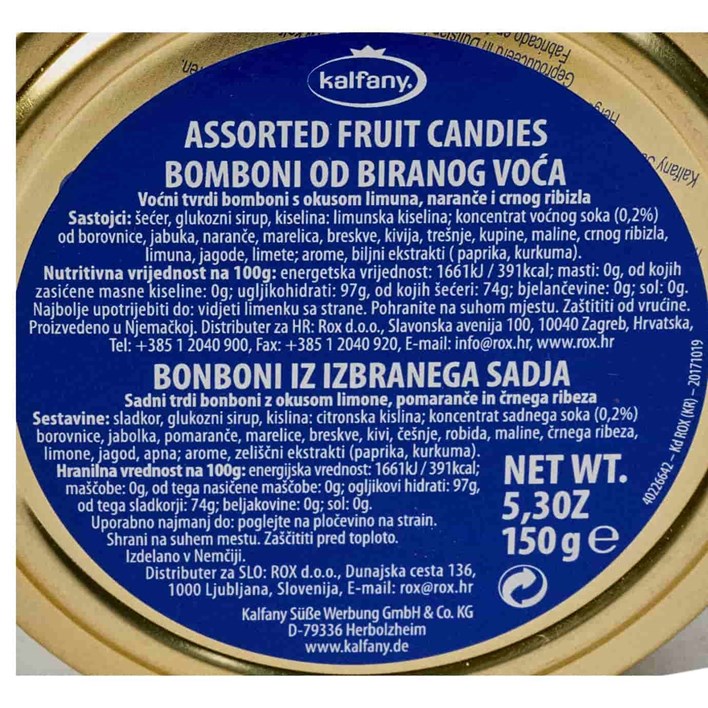 kalfany.
ASSORTED FRUIT CANDIES
BOMBONI OD BIRANOG VOĆA
Voćni tvrdi bomboni s okusom limuna, naranče i crnog ribizla
Sastojci: šećer, glukozni sirup, kiselina: limunska kiselina; koncentrat voćnog soka (0,2%)
od borovnice, jabuka, naranče, marelica, breskve, kivija, trešnje, kupine, maline, crnog ribizla,
limuna, jagode, limete; arome, biljni ekstrakti ( paprika, kurkuma).
Nutritivna vrijednost na 100g: energetska vrijednost: 1661kJ / 391kcal; masti: 0g, od kojih
zasićene masne kiseline: 0g; ugljikohidrati: 97g, od kojih šećeri: 74g; bjelančevine: 0g; sol: 0g.
Najbolje upotrijebiti do: vidjeti limenku sa strane. Pohranite na suhom mjestu. Zaštititi od vrućine.
Proizvedeno u Njemačkoj. Distributer za HR: Rox d.o.o., Slavonska avenija 100, 10040 Zagreb, Hrvatska,
Tel: +385 1 2040 900, Fax: +385 1 2040 920, E-mail: info@rox.hr, www.rox.hr
BONBONI IZ IZBRANEGA SADJA
Sadni trdi bonboni z okusom limone, pomaranče in črnega ribeza
Sestavine: sladkor, glukozni sirup, kislina: citronska kislina; koncentrat sadnega soka (0,2%)
borovnice, jabolka, pomaranče, marelice, breskve, kivi, češnje, robida, maline, črnega ribeza,
limone, jagod, apna; arome, zeliščni ekstrakti (paprika, kurkuma).
Hranilna vrednost na 100g: energijska vrednost: 1661kJ / 391kcal;
maščobe: 0g, od tega nasičene maščobe: 0g; ogljikovi hidrati: 97g,
od tega sladkorji: 74g; beljakovine: 0g; sol: 0g.
Uporabno najmanj do: poglejte na pločevino na strain.
Shrani na suhem mestu. Zaščititi pred toploto.
Izdelano v Nemčiji.
Distributer za SLO: ROX d.o.o., Dunajska cesta 136,
1000 Ljubljana, Slovenija, E-mail: rox@rox.hr
NET WT.
5,3OZ
150 g e
Kalfany Süße Werbung GmbH & Co. KG
D-79336 Herbolzheim
www.kalfany.de
40226642 – Kd ROX (KR) – 20171019
Fabricado
Kalfany